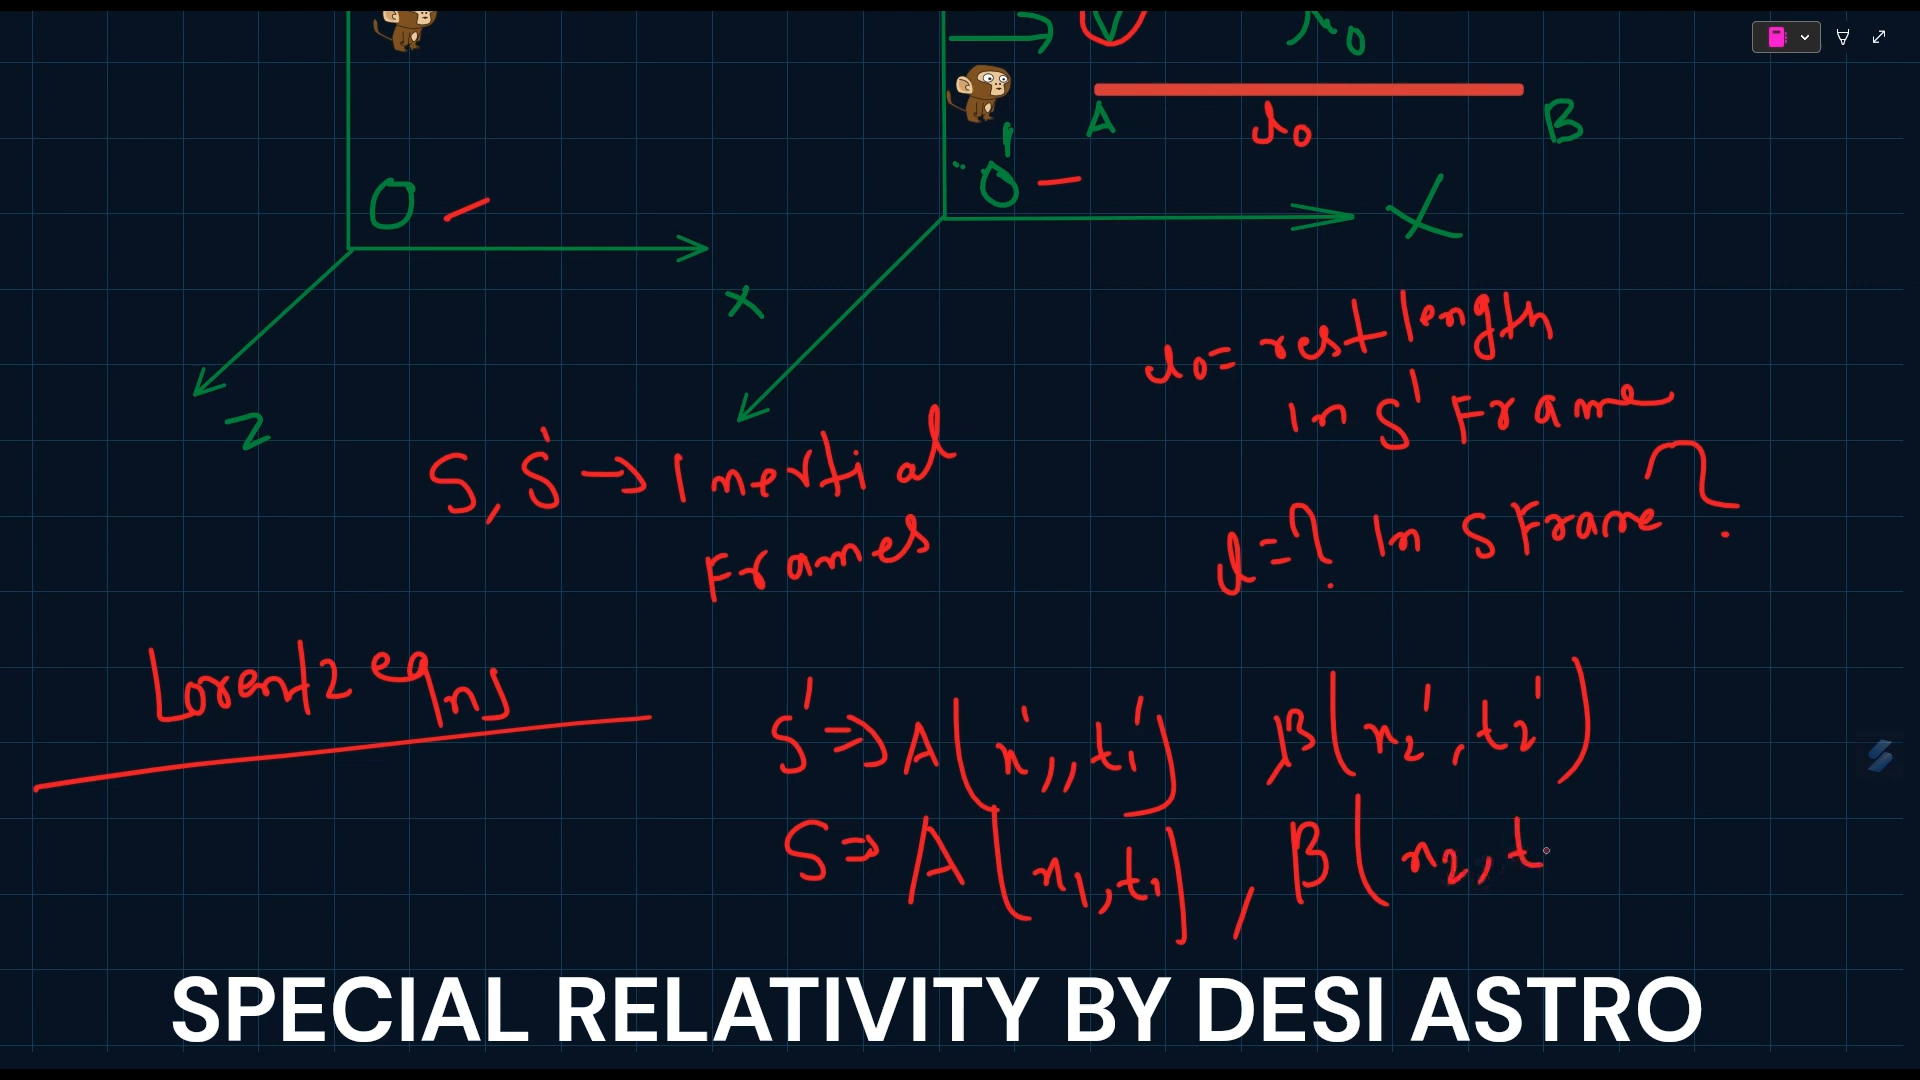 V
A
l0
B
O
O'
X
x
l0 = rest length
in S' Frame
Z
S, S' → Inertial
Frames
l = ? in S Frame ?
Lorentz eqns
S' ⇒ A(x1', t1') , B(x2', t2')
S ⇒ A(x1, t1) , B(x2, t
SPECIAL RELATIVITY BY DESI ASTRO